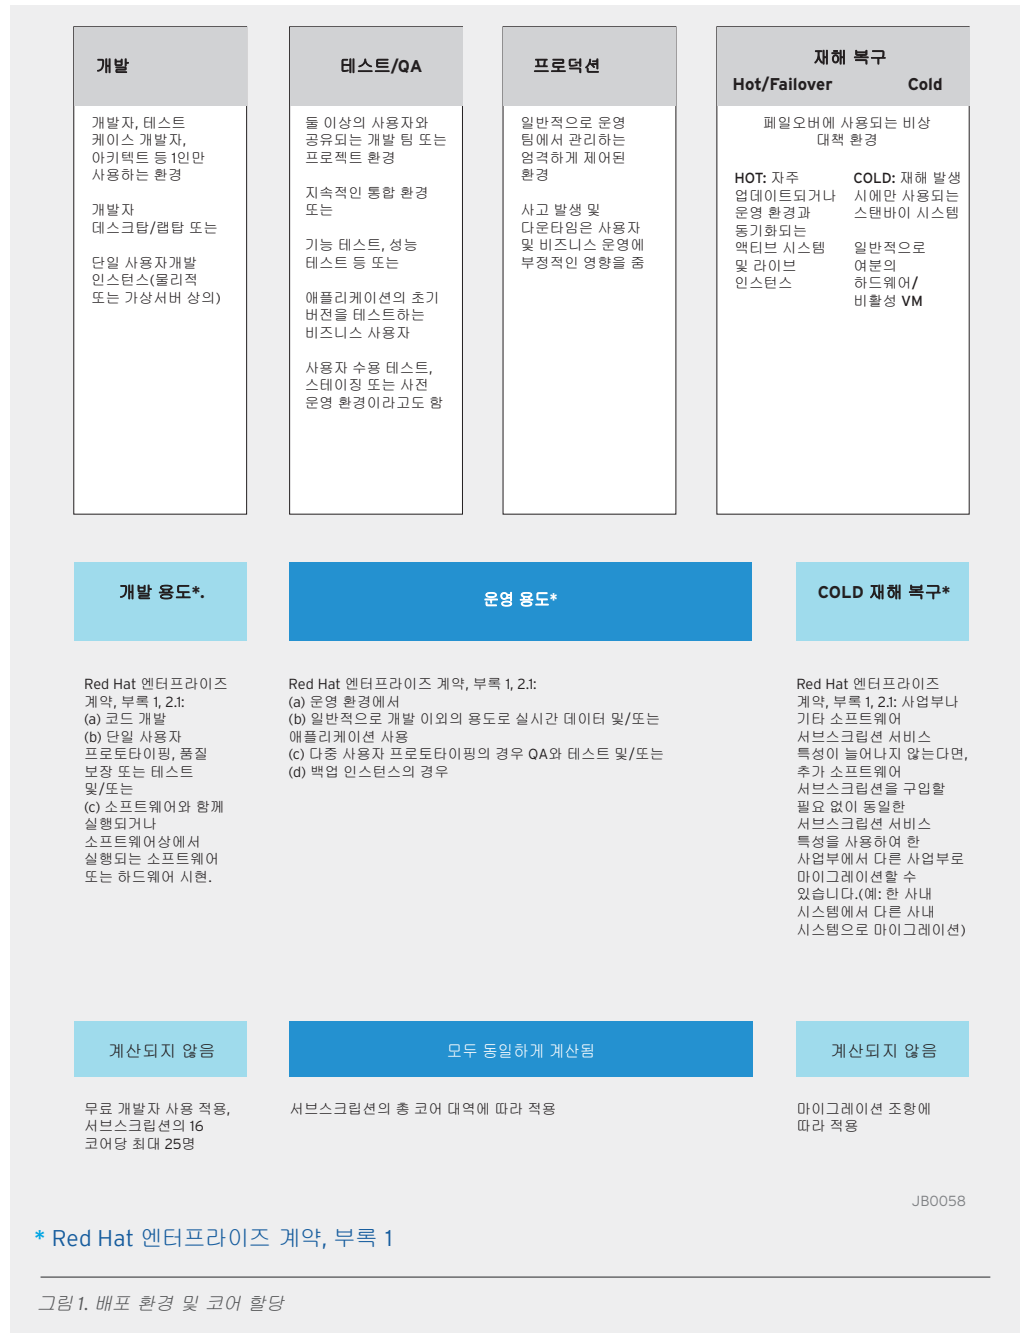 개발
개발자, 테스트
케이스 개발자,
아키텍트 등 1인만
사용하는 환경
개발자
데스크탑/랩탑 또는
단일 사용자개발
인스턴스(물리적
또는 가상서버 상의)
테스트/QA
둘 이상의 사용자와
공유되는 개발 팀 또는
프로젝트 환경
지속적인 통합 환경
또는
기능 테스트, 성능
테스트 등 또는
애플리케이션의 초기
버전을 테스트하는
비즈니스 사용자
사용자 수용 테스트,
스테이징 또는 사전
운영 환경이라고도 함
프로덕션
일반적으로 운영
팀에서 관리하는
엄격하게 제어된
환경
사고 발생 및
다운타임은 사용자
및 비즈니스 운영에
부정적인 영향을 줌
재해 복구
Hot/Failover Cold
페일오버에 사용되는 비상
대책 환경
HOT: 자주
업데이트되거나
운영 환경과
동기화되는
액티브 시스템
및 라이브
인스턴스
COLD: 재해 발생
시에만 사용되는
스탠바이 시스템
일반적으로
여분의
하드웨어/
비활성 VM
개발 용도*.
운영 용도*
COLD 재해 복구*
Red Hat 엔터프라이즈
계약, 부록 1, 2.1:
(a) 코드 개발
(b) 단일 사용자
프로토타이핑, 품질
보장 또는 테스트
및/또는
(c) 소프트웨어와 함께
실행되거나
소프트웨어상에서
실행되는 소프트웨어
또는 하드웨어 시현.
Red Hat 엔터프라이즈 계약, 부록 1, 2.1:
(a) 운영 환경에서
(b) 일반적으로 개발 이외의 용도로 실시간 데이터 및/또는
애플리케이션 사용
(c) 다중 사용자 프로토타이핑의 경우 QA와 테스트 및/또는
(d) 백업 인스턴스의 경우
Red Hat 엔터프라이즈
계약, 부록 1, 2.1: 사업부나
기타 소프트웨어
서브스크립션 서비스
특성이 늘어나지 않는다면,
추가 소프트웨어
서브스크립션을 구입할
필요 없이 동일한
서브스크립션 서비스
특성을 사용하여 한
사업부에서 다른 사업부로
마이그레이션할 수
있습니다.(예: 한 사내
시스템에서 다른 사내
시스템으로 마이그레이션)
계산되지 않음
모두 동일하게 계산됨
계산되지 않음
무료 개발자 사용 적용,
서브스크립션의 16
코어당 최대 25명
서브스크립션의 총 코어 대역에 따라 적용
마이그레이션 조항에
따라 적용
JB0058
* Red Hat 엔터프라이즈 계약, 부록 1
그림 1. 배포 환경 및 코어 할당